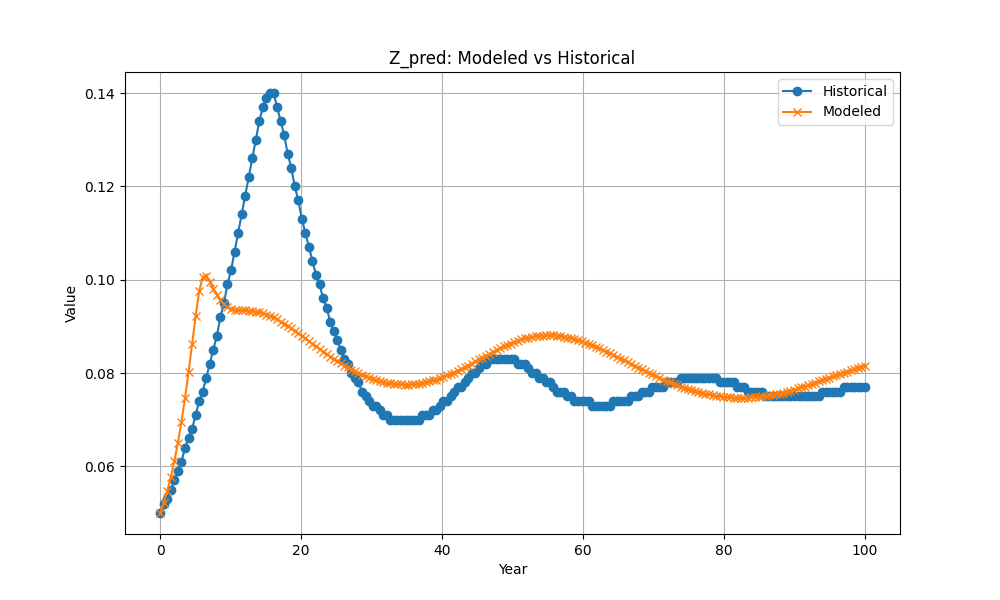 Z_pred: Modeled vs Historical
Historical
Modeled
Value
0.14
0.12
0.10
0.08
0.06
0 20 40 60 80 100
Year